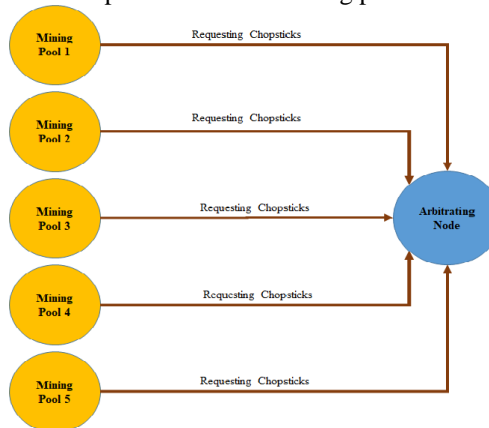 Mining
Pool 1
Requesting Chopsticks
Mining
Pool 2
Requesting Chopsticks
Mining
Pool 3
Requesting Chopsticks
Arbitrating
Node
Mining
Pool 4
Requesting Chopsticks
Mining
Pool 5
Requesting Chopsticks